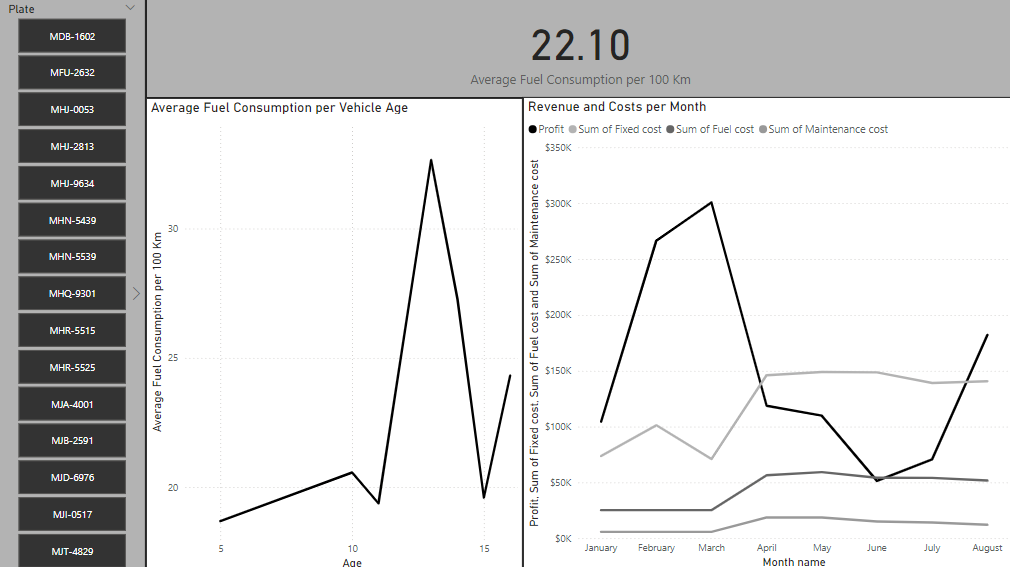 Plate
MDB-1602
MFU-2632
MHJ-0053
MHJ-2813
MHJ-9634
MHN-5439
MHN-5539
MHQ-9301
MHR-5515
MHR-5525
MJA-4001
MJB-2591
MJD-6976
MJI-0517
MJT-4829
22.10
Average Fuel Consumption per 100 Km
Average Fuel Consumption per Vehicle Age
Average Fuel Consumption per 100 Km
30
25
20
5 10 15
Age
Revenue and Costs per Month
Profit Sum of Fixed cost Sum of Fuel cost Sum of Maintenance cost
Profit, Sum of Fixed cost, Sum of Fuel cost and Sum of Maintenance cost
$350K
$300K
$250K
$200K
$150K
$100K
$50K
$0K
January February March April May June July August
Month name